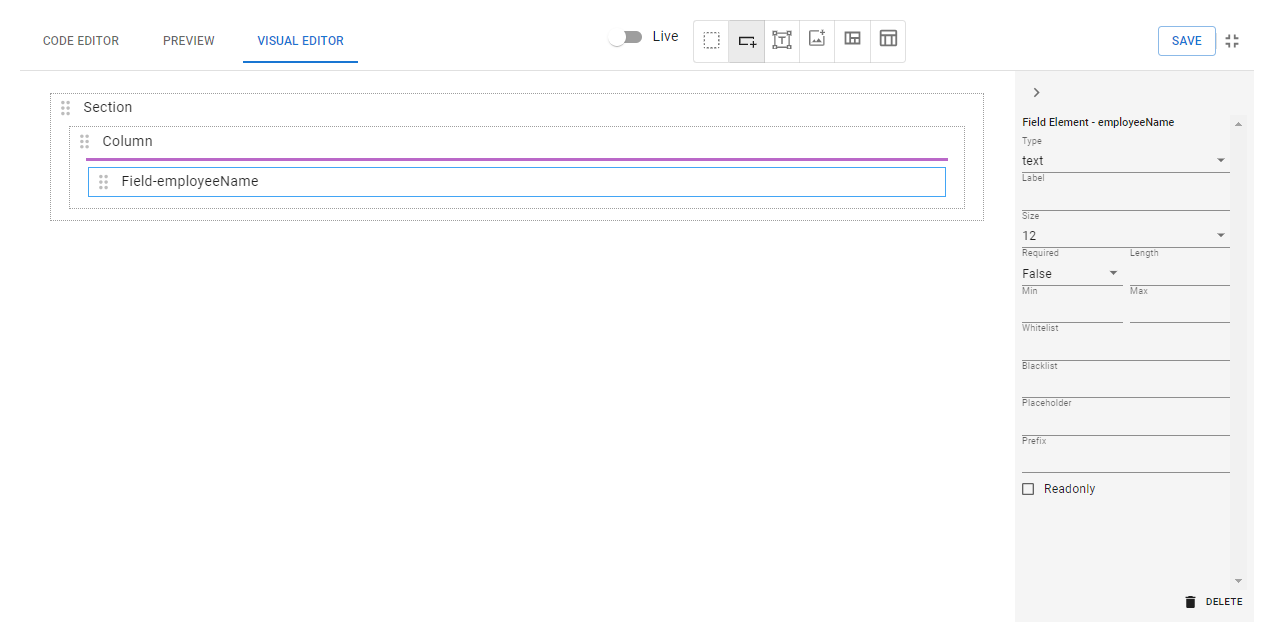 CODE EDITOR PREVIEW VISUAL EDITOR Live SAVE
Section
Column
Field-employeeName
Field Element - employeeName
Type
text
Label
Size
12
Required Length
False
Min Max
Whitelist
Blacklist
Placeholder
Prefix
Readonly
DELETE